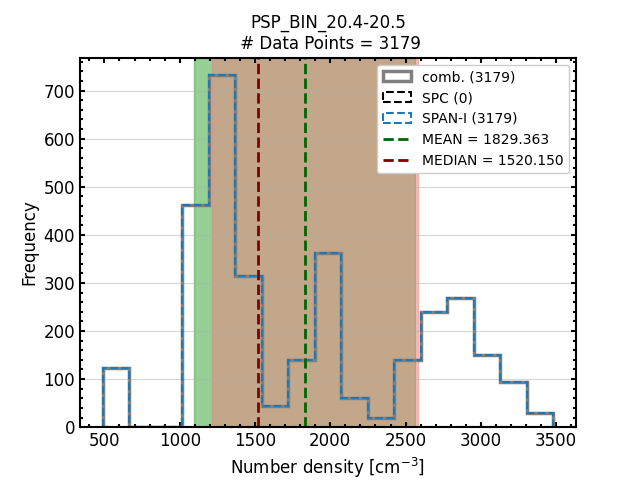 PSP_BIN_20.4-20.5
# Data Points = 3179
comb. (3179)
SPC (0)
SPAN-I (3179)
MEAN = 1829.363
MEDIAN = 1520.150
Frequency
700
600
500
400
300
200
100
0
500 1000 1500 2000 2500 3000 3500
Number density [cm⁻³]